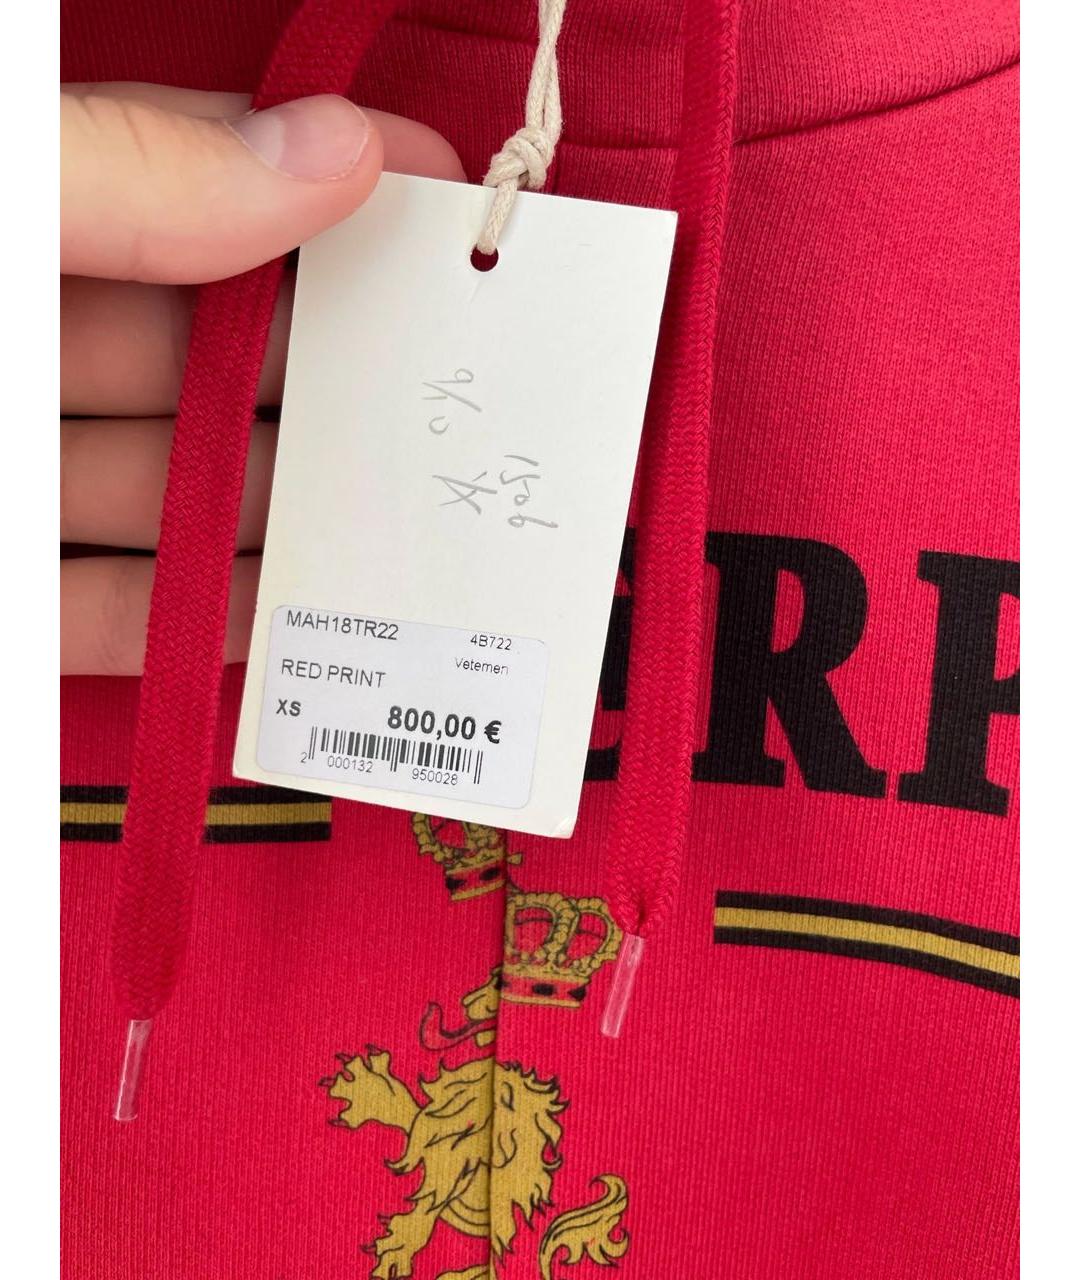 MAH18TR22
4B722
Vetemen
RED PRINT
XS
800,00 €
2 000132 950028
ERP